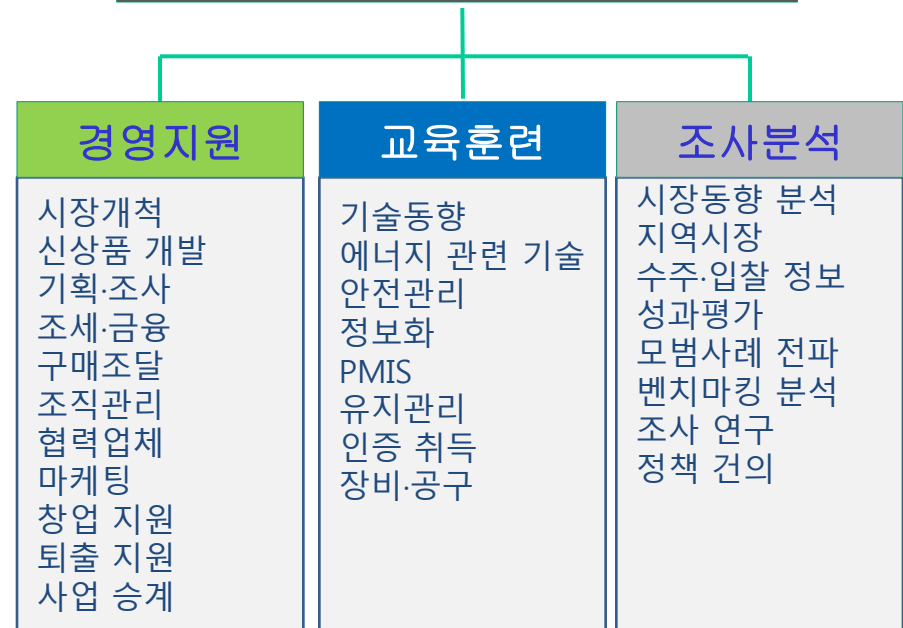 경영지원
시장개척
신상품 개발
기획·조사
조세·금융
구매조달
조직관리
협력업체
마케팅
창업 지원
퇴출 지원
사업 승계
교육훈련
기술동향
에너지 관련 기술
안전관리
정보화
PMIS
유지관리
인증 취득
장비·공구
조사분석
시장동향 분석
지역시장
수주·입찰 정보
성과평가
모범사례 전파
벤치마킹 분석
조사 연구
정책 건의